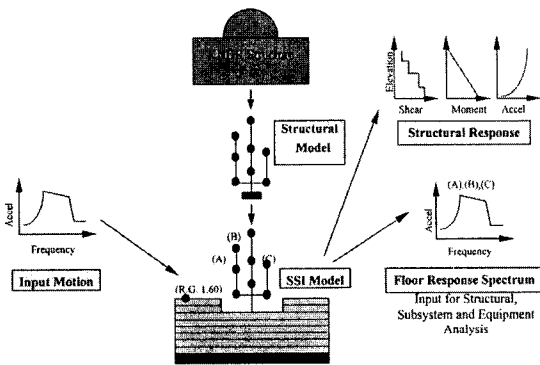 Elevation
Shear
Moment
Accel
Structural Response
Structural
Model
Accel
Frequency
Input Motion
(R.G. 1.60)
(A)
(B)
(C)
SSI Model
(A),(B),(C)
Accel
Frequency
Floor Response Spectrum
Input for Structural,
Subsystem and Equipment
Analysis